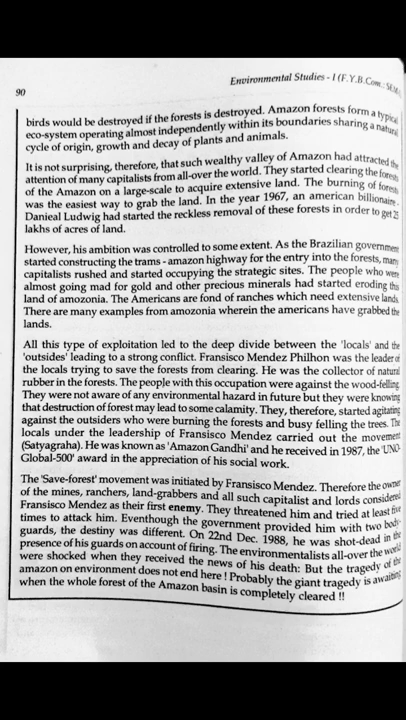 Environmental Studies - I (F.Y.B.Com.: SEM
90
birds would be destroyed if the forests is destroyed. Amazon forests form a typical
eco-system operating almost independently within its boundaries sharing a natural
cycle of origin, growth and decay of plants and animals.
It is not surprising, therefore, that such wealthy valley of Amazon had attracted the
attention of many capitalists from all-over the world. They started clearing the forests
of the Amazon on a large-scale to acquire extensive land. The burning of forests
was the easiest way to grab the land. In the year 1967, an american billionaire
Danieal Ludwig had started the reckless removal of these forests in order to get 25
lakhs of acres of land.
However, his ambition was controlled to some extent. As the Brazilian government
started constructing the trams - amazon highway for the entry into the forests, many
capitalists rushed and started occupying the strategic sites. The people who were
almost going mad for gold and other precious minerals had started eroding this
land of amozonia. The Americans are fond of ranches which need extensive lands.
There are many examples from amozonia wherein the americans have grabbed the
lands.
All this type of exploitation led to the deep divide between the 'locals' and the
'outsides' leading to a strong conflict. Fransisco Mendez Philhon was the leader of
the locals trying to save the forests from clearing. He was the collector of natural
rubber in the forests. The people with this occupation were against the wood-felling.
They were not aware of any environmental hazard in future but they were knowing
that destruction of forest may lead to some calamity. They, therefore, started agitating
against the outsiders who were burning the forests and busy felling the trees. The
locals under the leadership of Fransisco Mendez carried out the movement
(Satyagraha). He was known as 'Amazon Gandhi' and he received in 1987, the 'UNO-
Global-500' award in the appreciation of his social work.
The 'Save-forest' movement was initiated by Fransisco Mendez. Therefore the owner
of the mines, ranchers, land-grabbers and all such capitalist and lords considered
Fransisco Mendez as their first enemy. They threatened him and tried at least five
times to attack him. Eventhough the government provided him with two body-
guards, the destiny was different. On 22nd Dec. 1988, he was shot-dead in the
presence of his guards on account of firing. The environmentalists all-over the world
were shocked when they received the news of his death: But the tragedy of the
amazon on environment does not end here ! Probably the giant tragedy is awaiting
when the whole forest of the Amazon basin is completely cleared !!